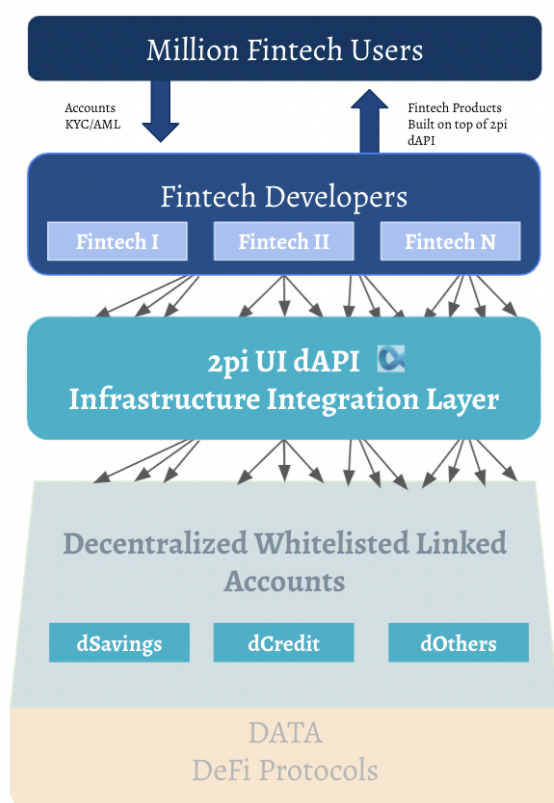 Million Fintech Users
Accounts
KYC/AML
Fintech Products
Built on top of 2pi
dAPI
Fintech Developers
Fintech I
Fintech II
Fintech N
2pi UI dAPI
Infrastructure Integration Layer
Decentralized Whitelisted Linked
Accounts
dSavings
dCredit
dOthers
DATA
DeFi Protocols